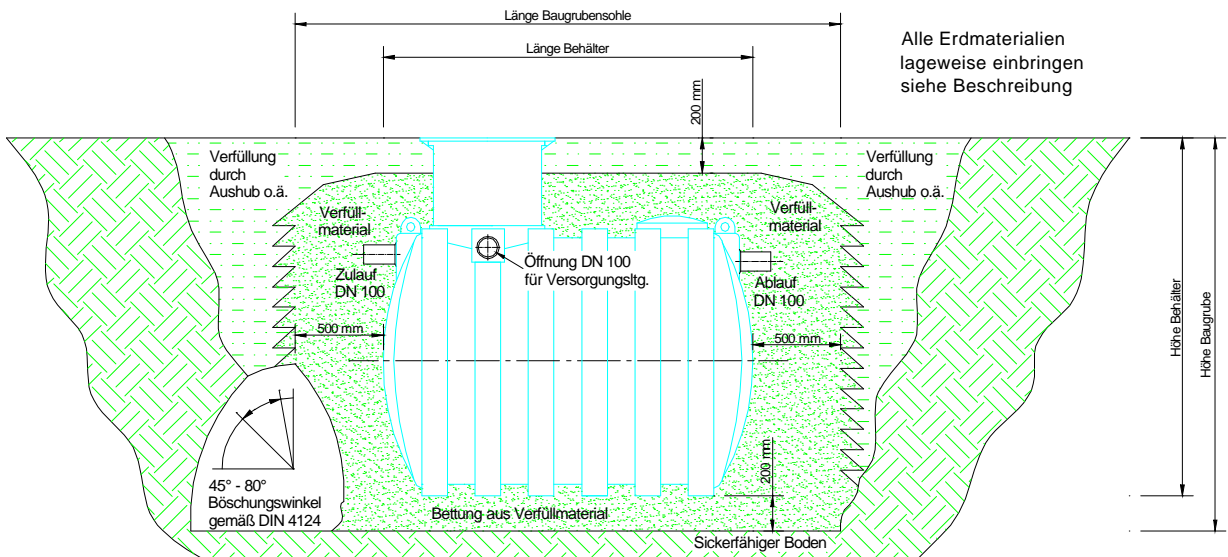 Länge Baugrubensohle
Länge Behälter
Alle Erdmaterialien
lageweise einbringen
siehe Beschreibung
200 mm
Verfüllung
durch
Aushub o.ä.
Verfüllung
durch
Aushub o.ä.
Verfüll-
material
Verfüll-
material
Zulauf
DN 100
Öffnung DN 100
für Versorgungsltg.
Ablauf
DN 100
500 mm
500 mm
Höhe Behälter
Höhe Baugrube
45° - 80°
Böschungswinkel
gemäß DIN 4124
200 mm
Bettung aus Verfüllmaterial
Sickerfähiger Boden